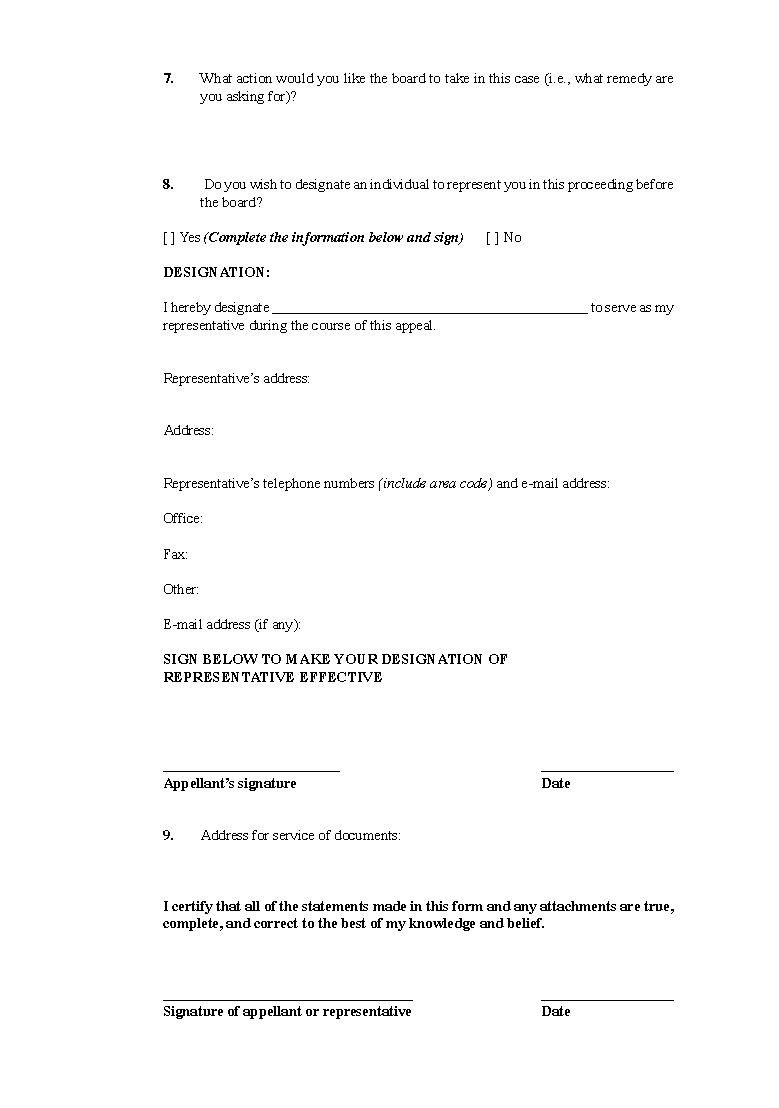 7. What action would you like the board to take in this case (i.e., what remedy are
you asking for)?
8. Do you wish to designate an individual to represent you in this proceeding before
the board?
[ ] Yes (Complete the information below and sign) [ ] No
DESIGNATION:
I hereby designate ____________________________________________ to serve as my
representative during the course of this appeal.
Representative’s address:
Address:
Representative’s telephone numbers (include area code) and e-mail address:
Office:
Fax:
Other:
E-mail address (if any):
SIGN BELOW TO MAKE YOUR DESIGNATION OF
REPRESENTATIVE EFFECTIVE
Appellant’s signature Date
9. Address for service of documents:
I certify that all of the statements made in this form and any attachments are true,
complete, and correct to the best of my knowledge and belief.
Signature of appellant or representative Date